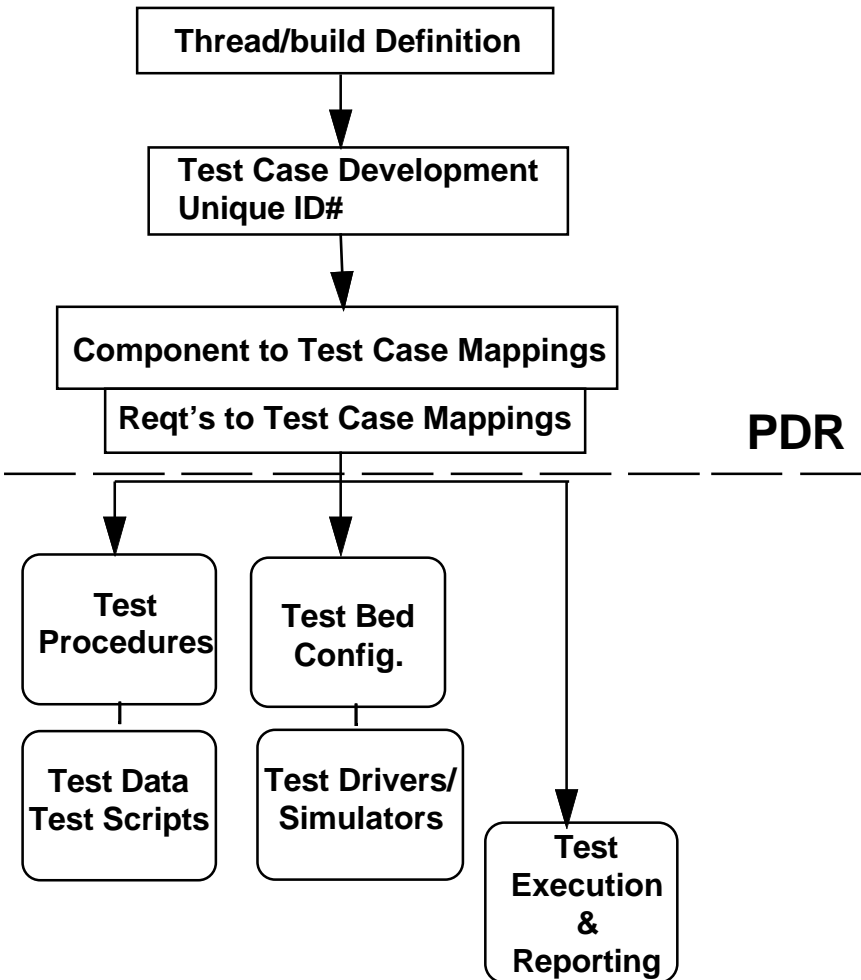 Thread/build Definition
Test Case Development
Unique ID#
Component to Test Case Mappings
Reqt's to Test Case Mappings
PDR
Test
Procedures
Test Bed
Config.
Test Data
Test Scripts
Test Drivers/
Simulators
Test
Execution
&
Reporting